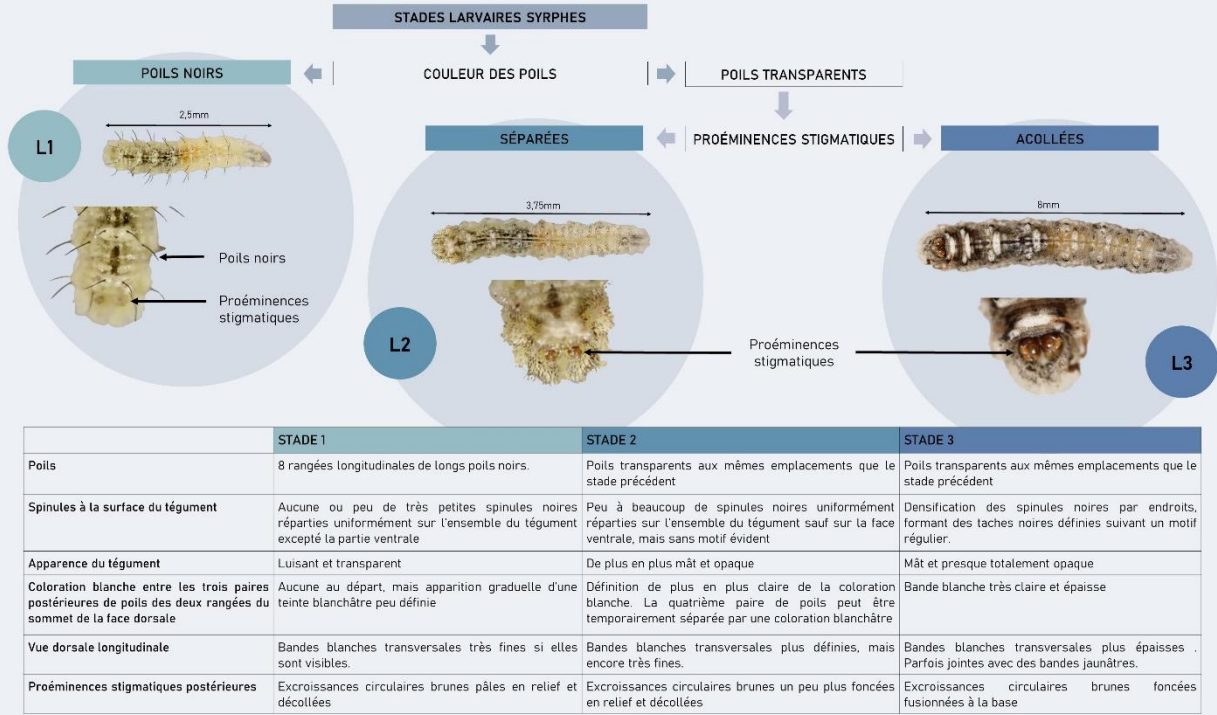 STADES LARVAIRES SYRPHES
POILS NOIRS
COULEUR DES POILS
POILS TRANSPARENTS
2,5mm
L1
SÉPARÉES
PROÉMINENCES STIGMATIQUES
ACOLLÉES
3,75mm
8mm
Poils noirs
Proéminences
stigmatiques
L2
Proéminences
stigmatiques
L3
STADE 1
STADE 2
STADE 3
Poils
8 rangées longitudinales de longs poils noirs.
Poils transparents aux mêmes emplacements que le
stade précédent
Poils transparents aux mêmes emplacements que le
stade précédent
Spinules à la surface du tégument
Aucune ou peu de très petites spinules noires
réparties uniformément sur l'ensemble du tégument
excepté la partie ventrale
Peu à beaucoup de spinules noires uniformément
réparties sur l'ensemble du tégument sauf sur la face
ventrale, mais sans motif évident
Densification des spinules noires par endroits,
formant des taches noires définies suivant un motif
régulier.
Apparence du tégument
Luisant et transparent
De plus en plus mât et opaque
Mât et presque totalement opaque
Coloration blanche entre les trois paires
postérieures de poils des deux rangées du
sommet de la face dorsale
Aucune au départ, mais apparition graduelle d'une
teinte blanchâtre peu définie
Définition de plus en plus claire de la coloration
blanche. La quatrième paire de poils peut être
temporairement séparée par une coloration blanchâtre
Bande blanche très claire et épaisse
Vue dorsale longitudinale
Bandes blanches transversales très fines si elles
sont visibles.
Bandes blanches transversales plus définies, mais
encore très fines.
Bandes blanches transversales plus épaisses .
Parfois jointes avec des bandes jaunâtres.
Proéminences stigmatiques postérieures
Excroissances circulaires brunes pâles en relief et
décollées
Excroissances circulaires brunes un peu plus foncées
en relief et décollées
Excroissances circulaires brunes foncées
fusionnées à la base